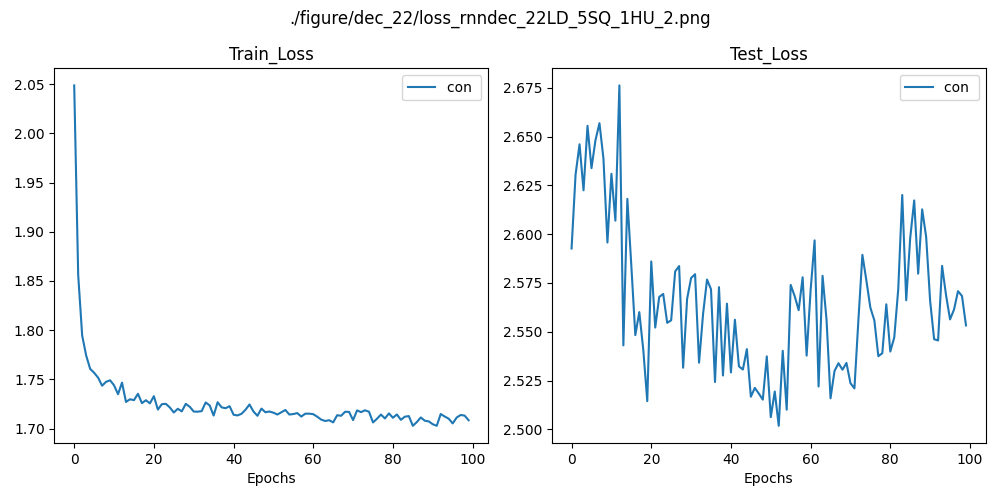 ./figure/dec_22/loss_rnndec_22LD_5SQ_1HU_2.png
Train_Loss
con
2.05
2.00
1.95
1.90
1.85
1.80
1.75
1.70
0 20 40 60 80 100
Epochs
Test_Loss
con
2.675
2.650
2.625
2.600
2.575
2.550
2.525
2.500
0 20 40 60 80 100
Epochs